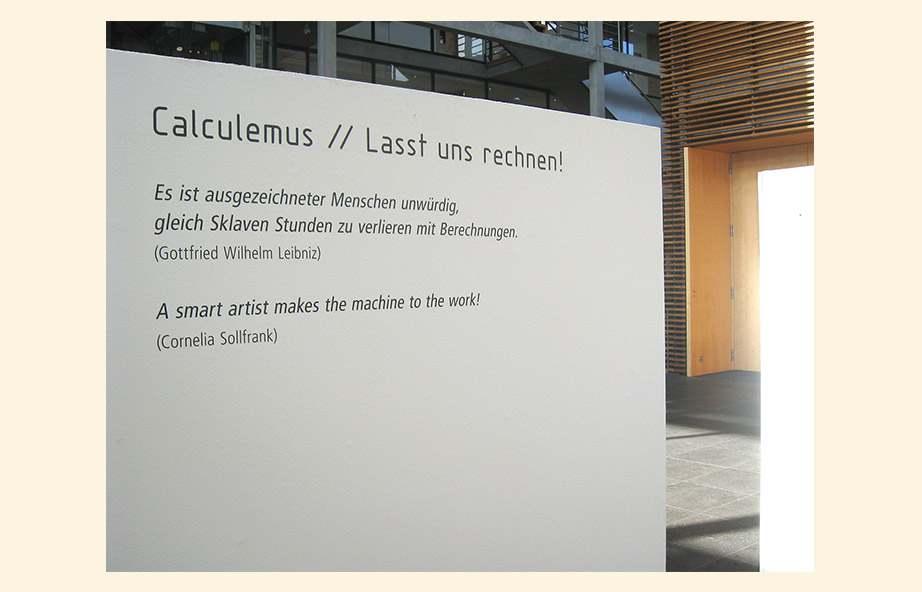 Calculemus // Lasst uns rechnen!
Es ist ausgezeichneter Menschen unwürdig,
gleich Sklaven Stunden zu verlieren mit Berechnungen.
(Gottfried Wilhelm Leibniz)
A smart artist makes the machine to the work!
(Cornelia Sollfrank)